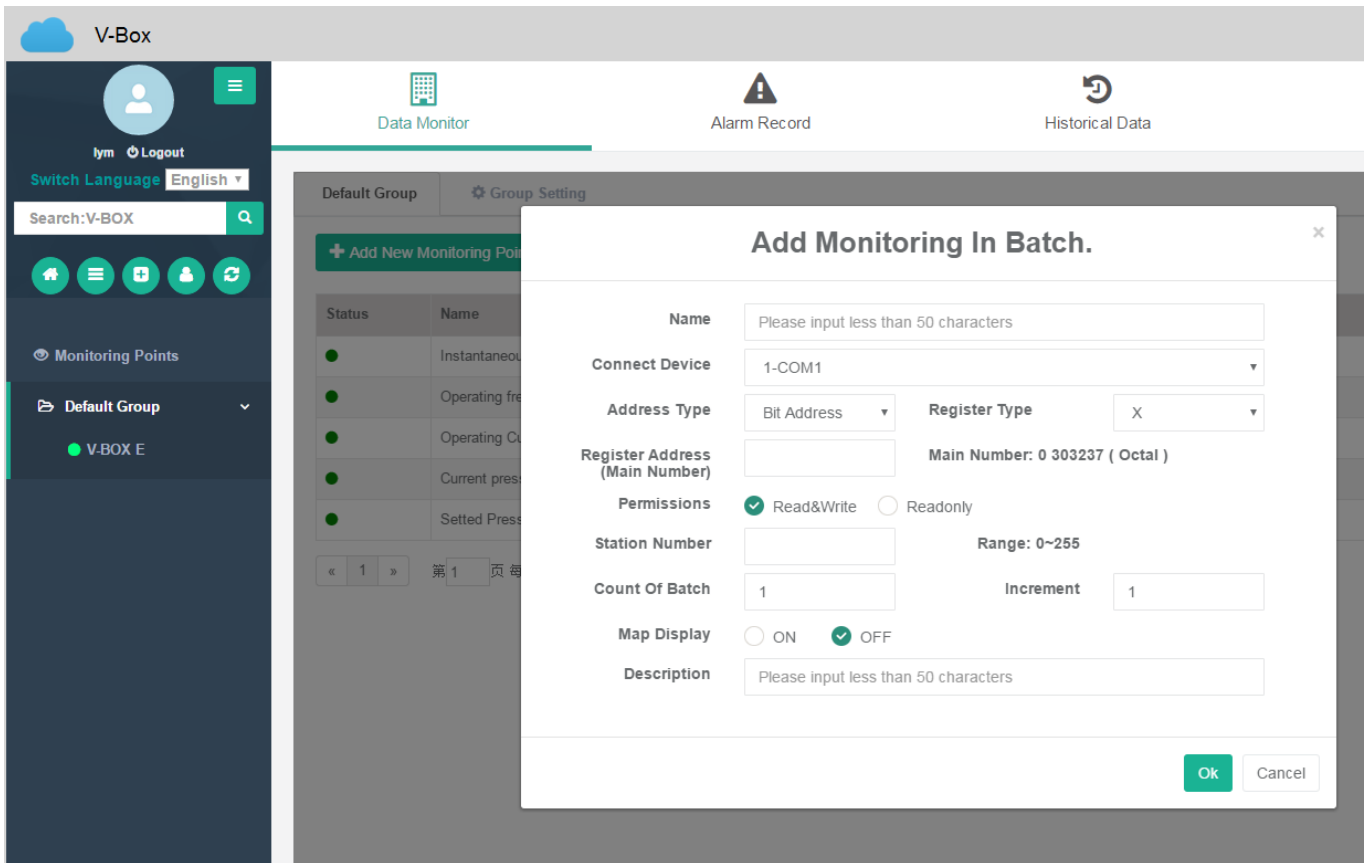 V-Box
lym Logout
Switch Language English
Search:V-BOX
Monitoring Points
Default Group
V-BOX E
Data Monitor
Alarm Record
Historical Data
Default Group
Group Setting
Add New Monitoring Poi
Status Name
Instantaneou
Operating fre
Operating Cu
Current press
Setted Press
« 1 » 第 1 页 每
Add Monitoring In Batch.
×
Name Please input less than 50 characters
Connect Device 1-COM1
Address Type Bit Address Register Type X
Register Address
(Main Number) Main Number: 0 303237 ( Octal )
Permissions Read&Write Readonly
Station Number Range: 0~255
Count Of Batch 1 Increment 1
Map Display ON OFF
Description Please input less than 50 characters
Ok Cancel